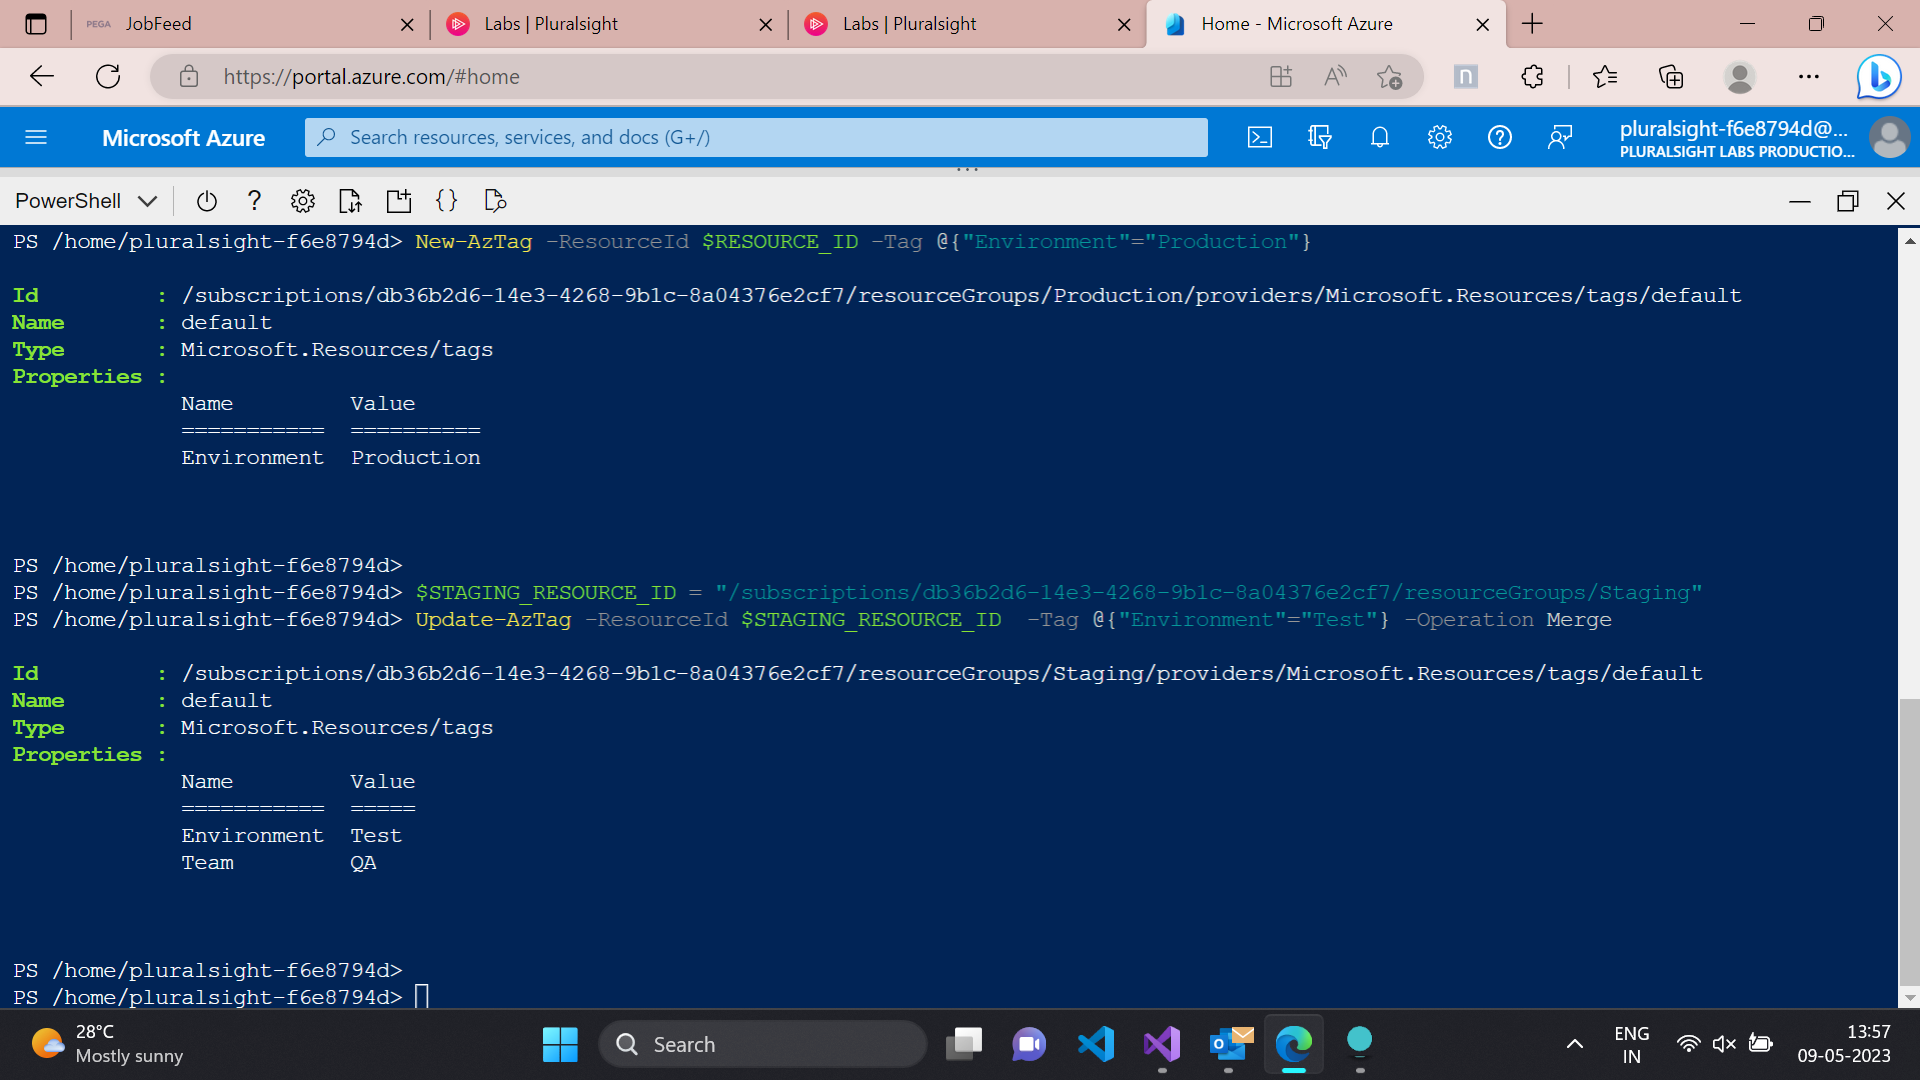 PEGA JobFeed
Labs | Pluralsight
Labs | Pluralsight
Home - Microsoft Azure
https://portal.azure.com/#home
Microsoft Azure
Search resources, services, and docs (G+/)
pluralsight-f6e8794d@...
PLURALSIGHT LABS PRODUCTIO...
PowerShell
PS /home/pluralsight-f6e8794d> New-AzTag -ResourceId $RESOURCE_ID -Tag @{"Environment"="Production"}
Id : /subscriptions/db36b2d6-14e3-4268-9b1c-8a04376e2cf7/resourceGroups/Production/providers/Microsoft.Resources/tags/default
Name : default
Type : Microsoft.Resources/tags
Properties :
Name Value
=========== ==========
Environment Production
PS /home/pluralsight-f6e8794d>
PS /home/pluralsight-f6e8794d> $STAGING_RESOURCE_ID = "/subscriptions/db36b2d6-14e3-4268-9b1c-8a04376e2cf7/resourceGroups/Staging"
PS /home/pluralsight-f6e8794d> Update-AzTag -ResourceId $STAGING_RESOURCE_ID -Tag @{"Environment"="Test"} -Operation Merge
Id : /subscriptions/db36b2d6-14e3-4268-9b1c-8a04376e2cf7/resourceGroups/Staging/providers/Microsoft.Resources/tags/default
Name : default
Type : Microsoft.Resources/tags
Properties :
Name Value
=========== =====
Environment Test
Team QA
PS /home/pluralsight-f6e8794d>
PS /home/pluralsight-f6e8794d>
28°C
Mostly sunny
Search
ENG
IN
13:57
09-05-2023